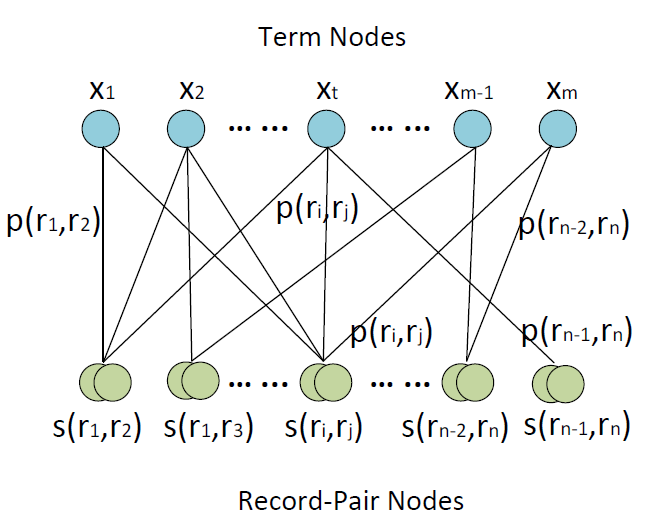 Term Nodes
x1 x2 xt xm-1 xm
... ... ... ...
p(r1,r2) p(ri,rj) p(rn-2,rn)
p(ri,rj) p(rn-1,rn)
... ... ... ...
s(r1,r2) s(r1,r3) s(ri,rj) s(rn-2,rn) s(rn-1,rn)
Record-Pair Nodes